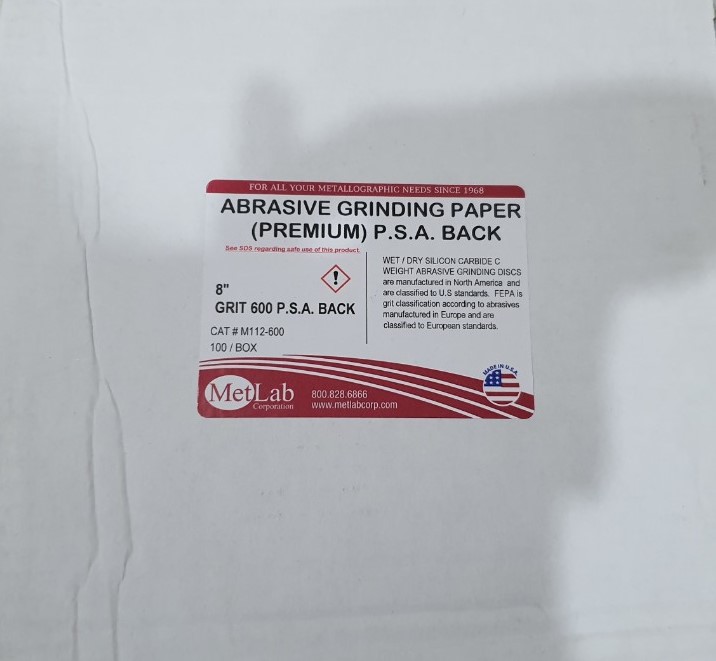 FOR ALL YOUR METALLOGRAPHIC NEEDS SINCE 1968
ABRASIVE GRINDING PAPER
(PREMIUM) P.S.A. BACK
See SDS regarding safe use of this product.
8"
GRIT 600 P.S.A. BACK
CAT # M112-600
100 / BOX
WET / DRY SILICON CARBIDE C
WEIGHT ABRASIVE GRINDING DISCS
are manufactured in North America and
are classified to U.S standards. FEPA is
grit classification according to abrasives
manufactured in Europe and are
classified to European standards.
MetLab
Corporation
800.828.6866
www.metlabcorp.com
MADE IN U.S.A.